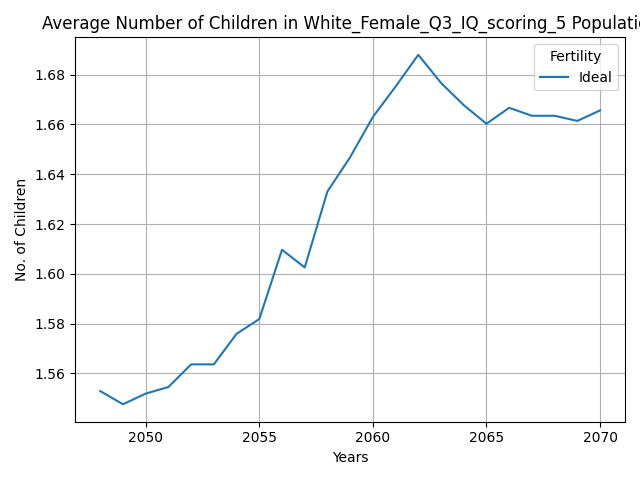 Average Number of Children in White_Female_Q3_IQ_scoring_5 Populatio
Fertility
Ideal
1.68
1.66
1.64
1.62
1.60
1.58
1.56
No. of Children
2050 2055 2060 2065 2070
Years